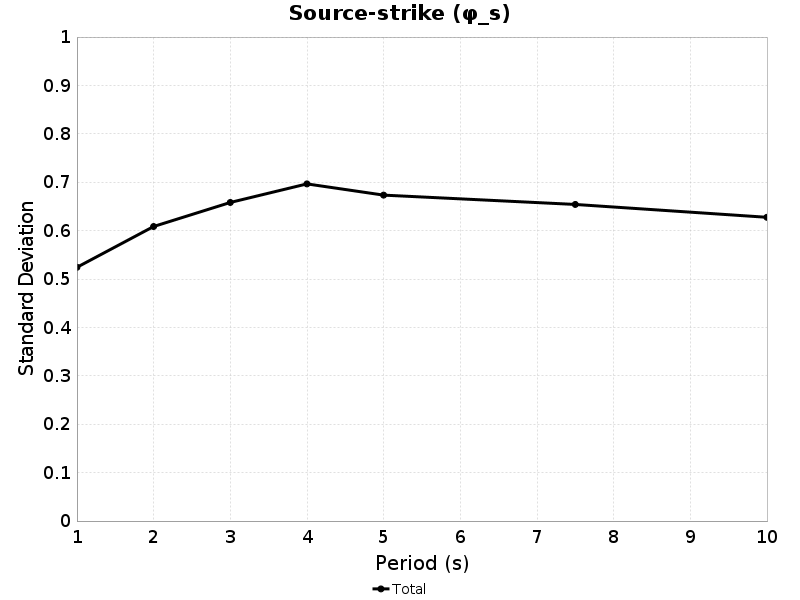 Source-strike (φ_s)
Standard Deviation
1
0.9
0.8
0.7
0.6
0.5
0.4
0.3
0.2
0.1
0
1 2 3 4 5 6 7 8 9 10
Period (s)
Total